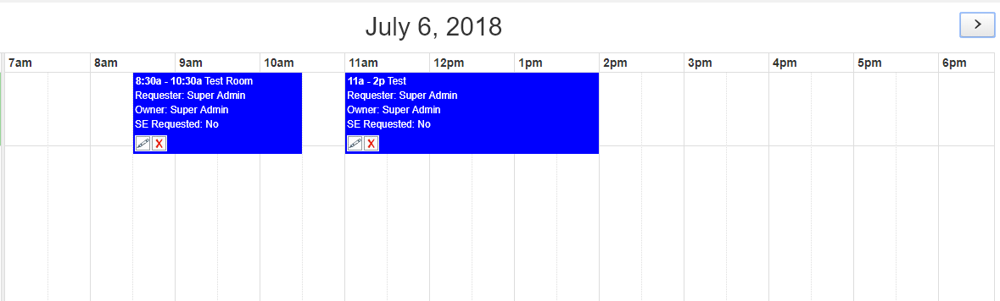 July 6, 2018
7am 8am 9am 10am 11am 12pm 1pm 2pm 3pm 4pm 5pm 6pm
8:30a - 10:30a Test Room
Requester: Super Admin
Owner: Super Admin
SE Requested: No
11a - 2p Test
Requester: Super Admin
Owner: Super Admin
SE Requested: No